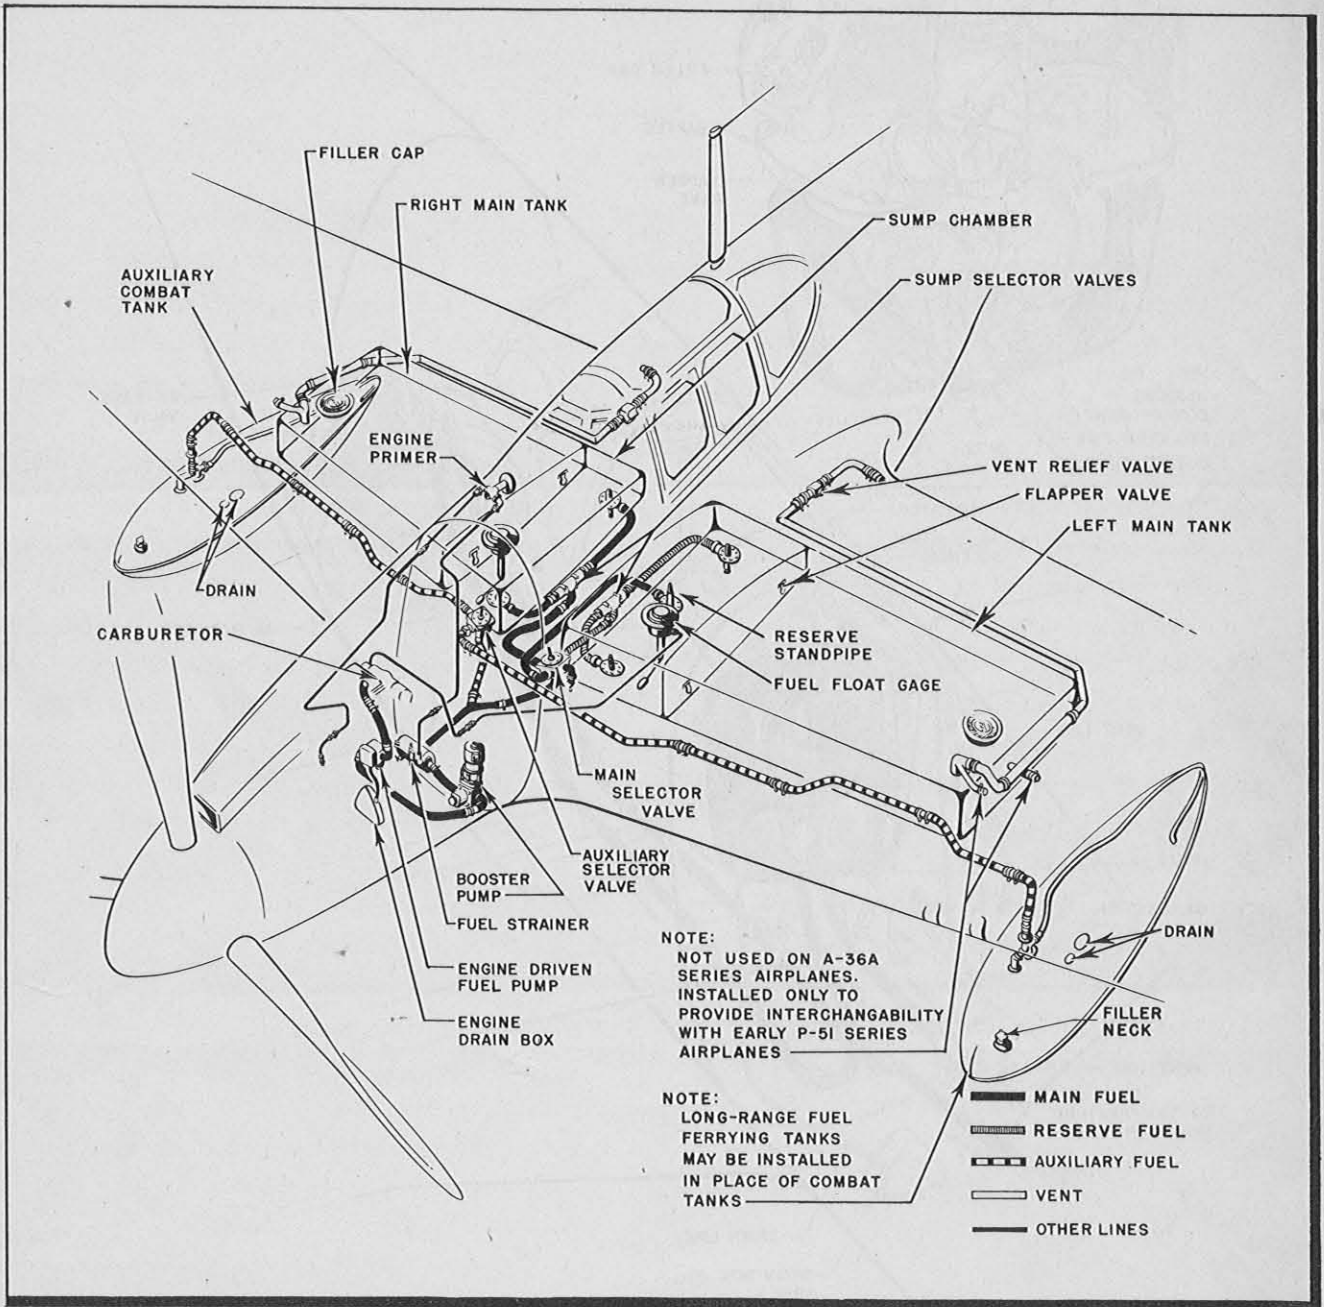 FILLER CAP
RIGHT MAIN TANK
SUMP CHAMBER
AUXILIARY
COMBAT
TANK
SUMP SELECTOR VALVES
ENGINE
PRIMER
VENT RELIEF VALVE
FLAPPER VALVE
LEFT MAIN TANK
DRAIN
CARBURETOR
RESERVE
STANDPIPE
FUEL FLOAT GAGE
MAIN
SELECTOR
VALVE
AUXILIARY
SELECTOR
VALVE
BOOSTER
PUMP
FUEL STRAINER
ENGINE DRIVEN
FUEL PUMP
ENGINE
DRAIN BOX
DRAIN
FILLER
NECK
NOTE:
NOT USED ON A-36A
SERIES AIRPLANES.
INSTALLED ONLY TO
PROVIDE INTERCHANGABILITY
WITH EARLY P-51 SERIES
AIRPLANES
NOTE:
LONG-RANGE FUEL
FERRYING TANKS
MAY BE INSTALLED
IN PLACE OF COMBAT
TANKS
MAIN FUEL
RESERVE FUEL
AUXILIARY FUEL
VENT
OTHER LINES